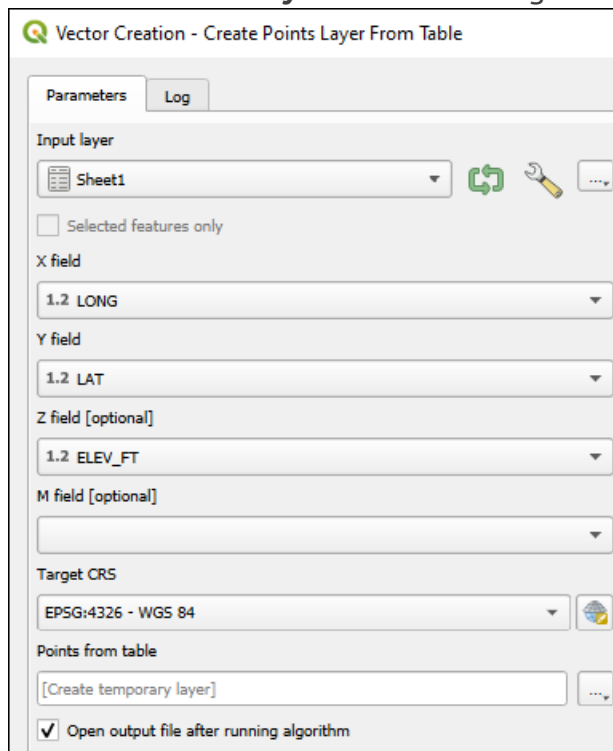 Vector Creation - Create Points Layer From Table
Parameters Log
Input layer
Sheet1
...
Selected features only
X field
1.2 LONG
Y field
1.2 LAT
Z field [optional]
1.2 ELEV_FT
M field [optional]
Target CRS
EPSG:4326 - WGS 84
Points from table
[Create temporary layer]
...
Open output file after running algorithm